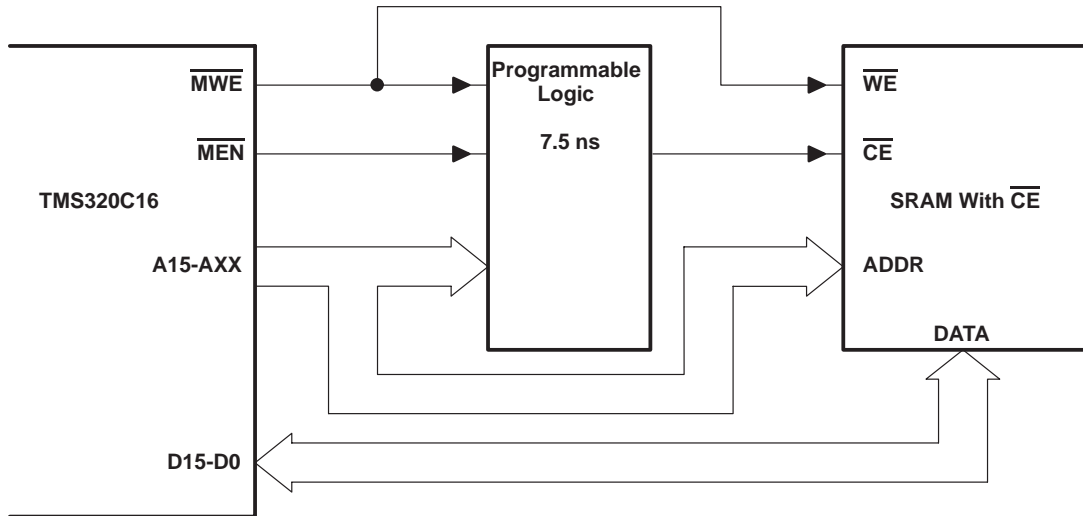 MWE
MEN
TMS320C16
A15-AXX
D15-D0
Programmable
Logic
7.5 ns
WE
CE
SRAM With CE
ADDR
DATA